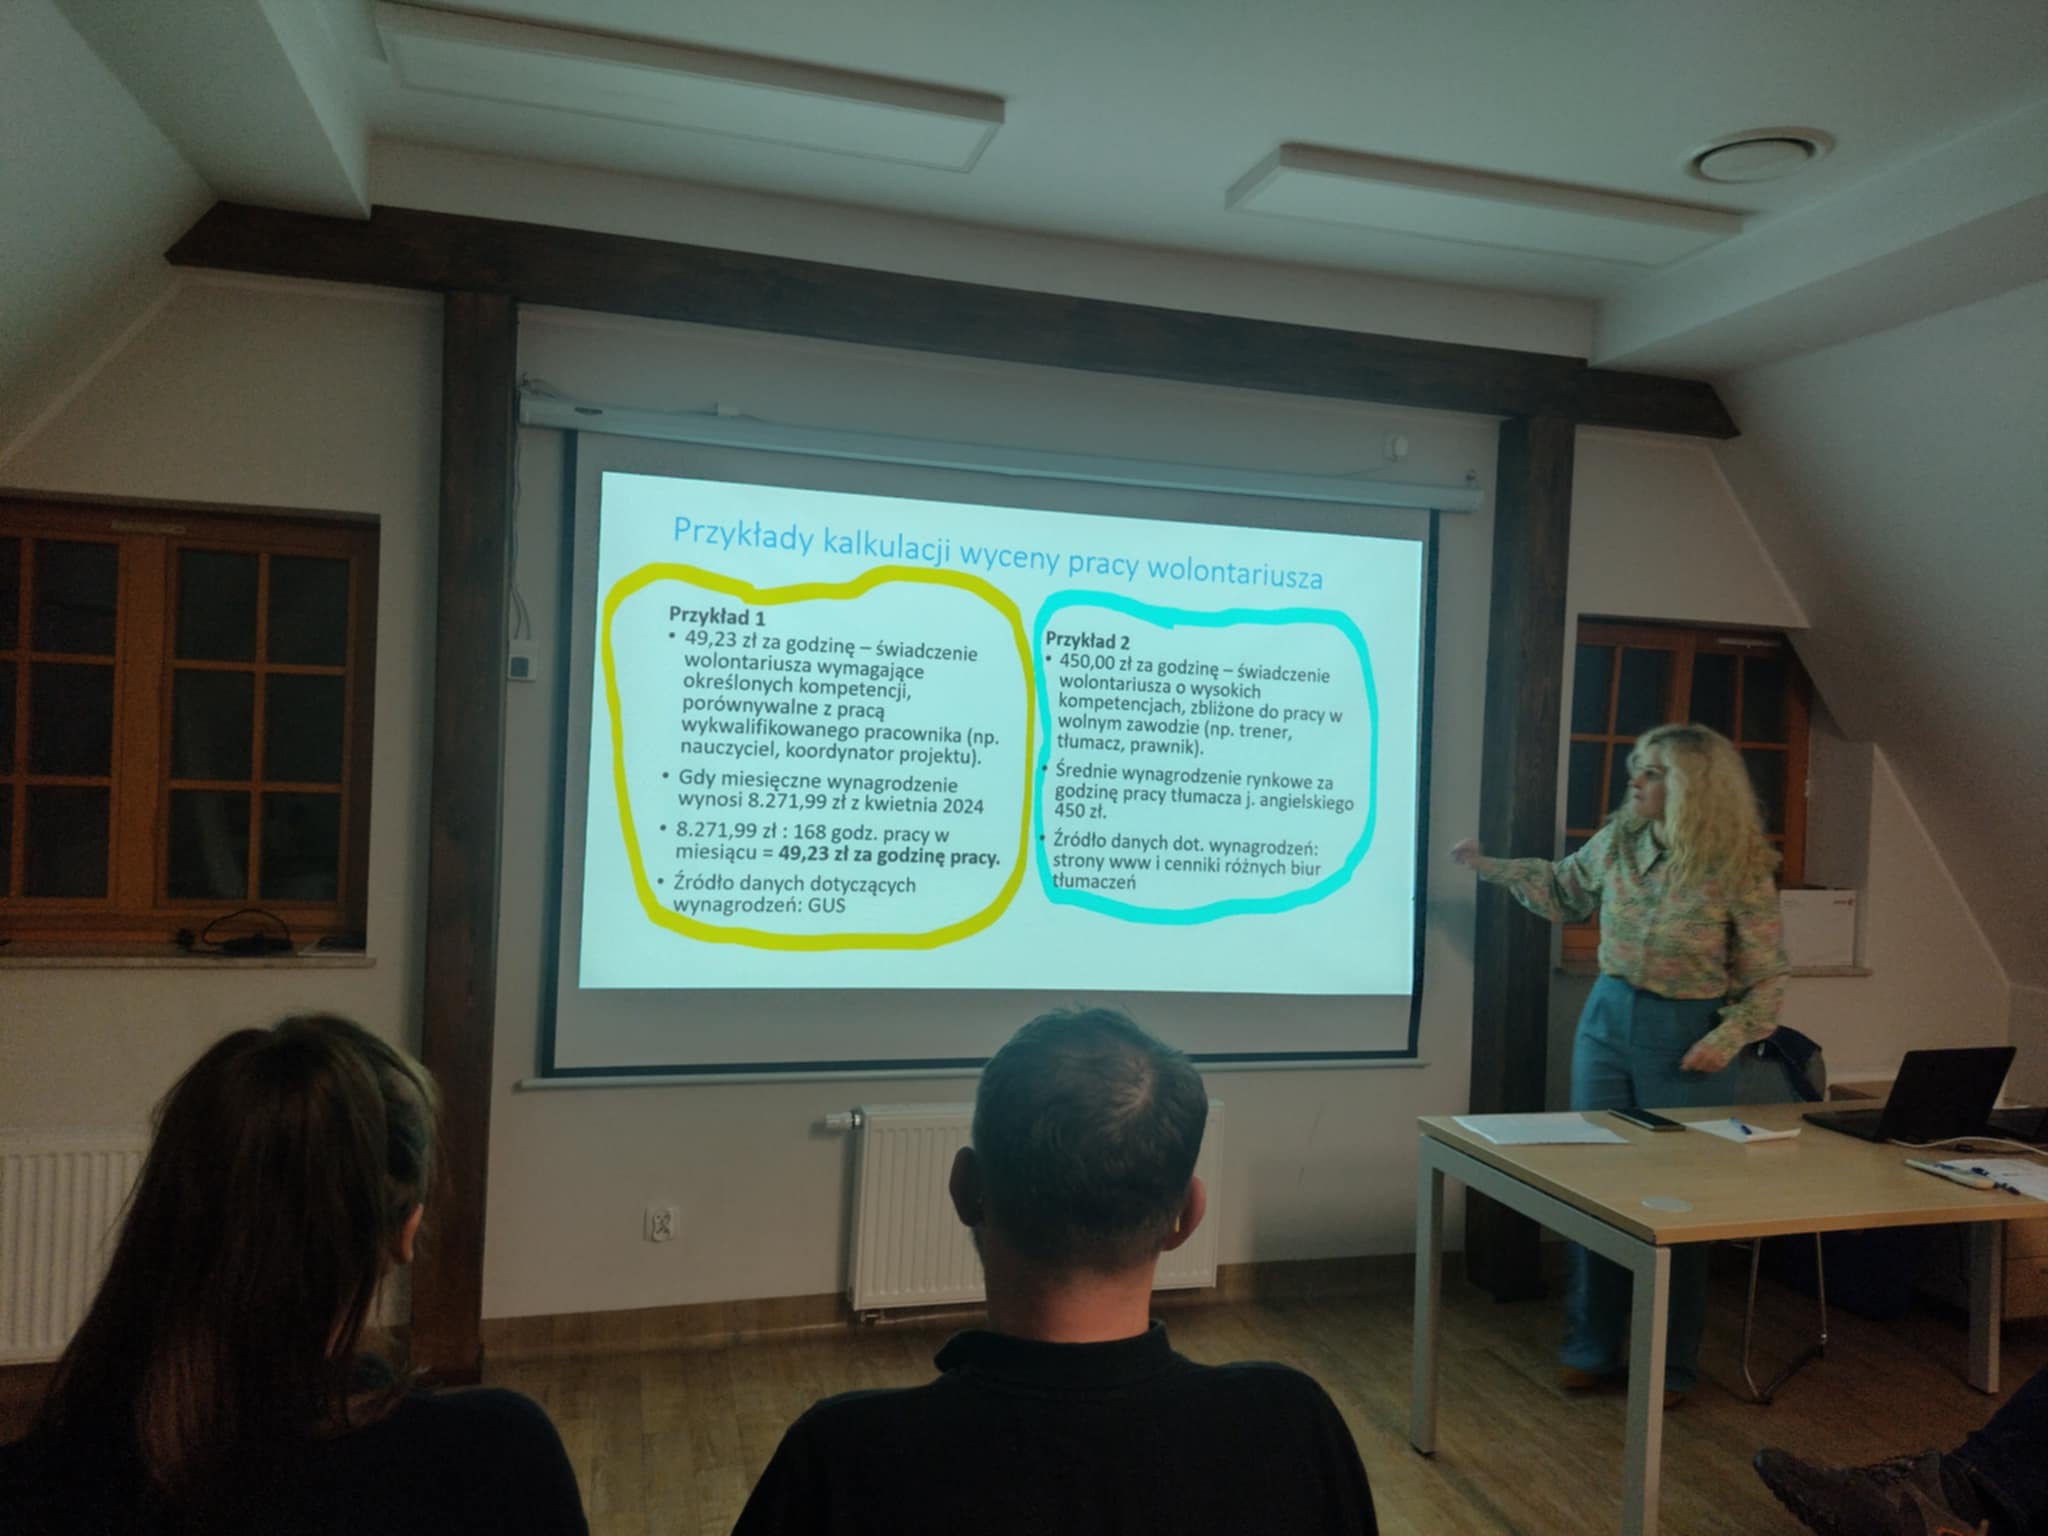 Przykłady kalkulacji wyceny pracy wolontariusza
Przykład 1
• 49,23 zł za godzinę – świadczenie
wolontariusza wymagające
określonych kompetencji,
porównywalne z pracą
wykwalifikowanego pracownika (np.
nauczyciel, koordynator projektu).
• Gdy miesięczne wynagrodzenie
wynosi 8.271,99 zł z kwietnia 2024
• 8.271,99 zł : 168 godz. pracy w
miesiącu = 49,23 zł za godzinę pracy.
• Źródło danych dotyczących
wynagrodzeń: GUS
Przykład 2
• 450,00 zł za godzinę – świadczenie
wolontariusza o wysokich
kompetencjach, zbliżone do pracy w
wolnym zawodzie (np. trener,
tłumacz, prawnik).
• Średnie wynagrodzenie rynkowe za
godzinę pracy tłumacza j. angielskiego
450 zł.
• Źródło danych dot. wynagrodzeń:
strony www i cenniki różnych biur
tłumaczeń